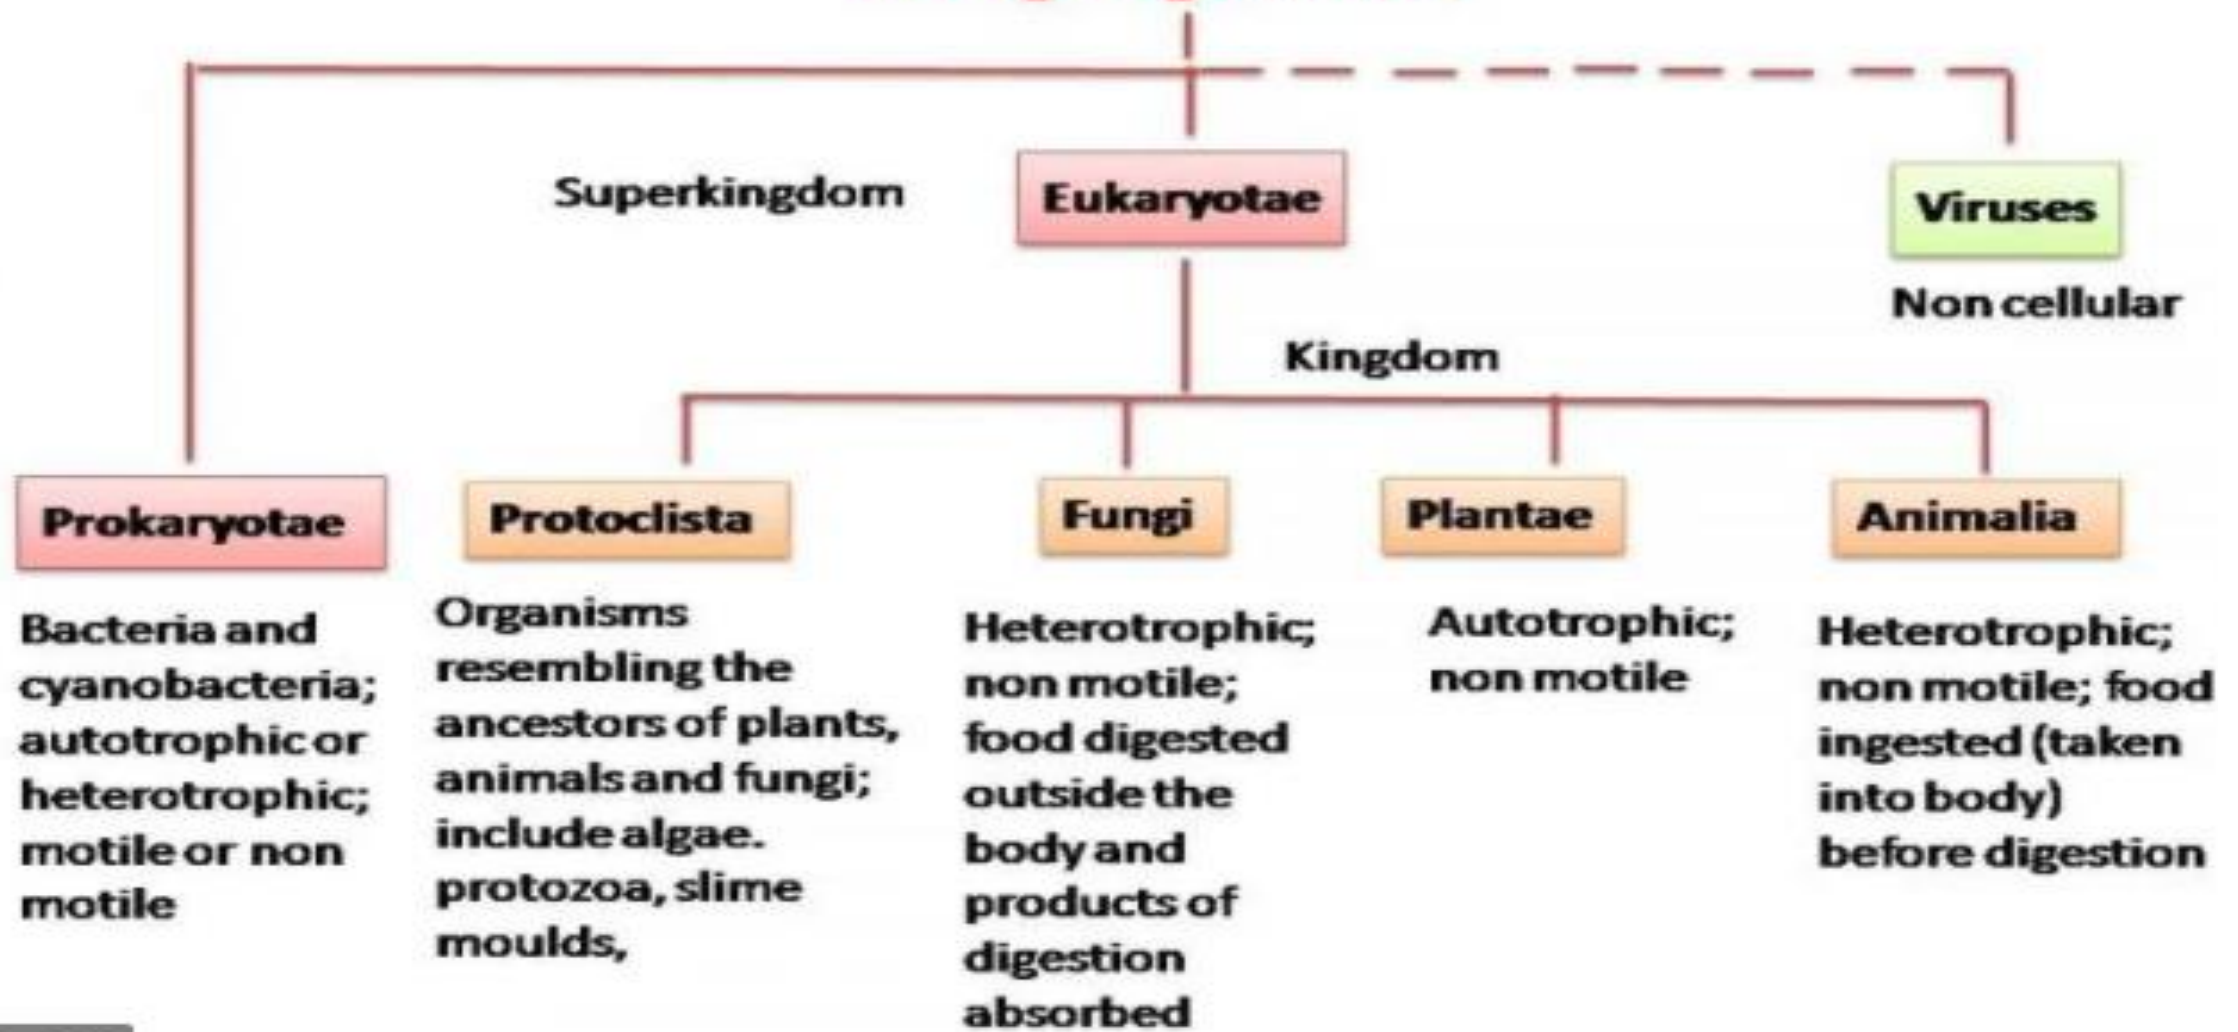 Superkingdom
Eukaryotae
Viruses
Non cellular
Kingdom
Prokaryotae
Protoclista
Fungi
Plantae
Animalia
Bacteria and
cyanobacteria;
autotrophic or
heterotrophic;
motile or non
motile
Organisms
resembling the
ancestors of plants,
animals and fungi;
include algae.
protozoa, slime
moulds,
Heterotrophic;
non motile;
food digested
outside the
body and
products of
digestion
absorbed
Autotrophic;
non motile
Heterotrophic;
non motile; food
ingested (taken
into body)
before digestion